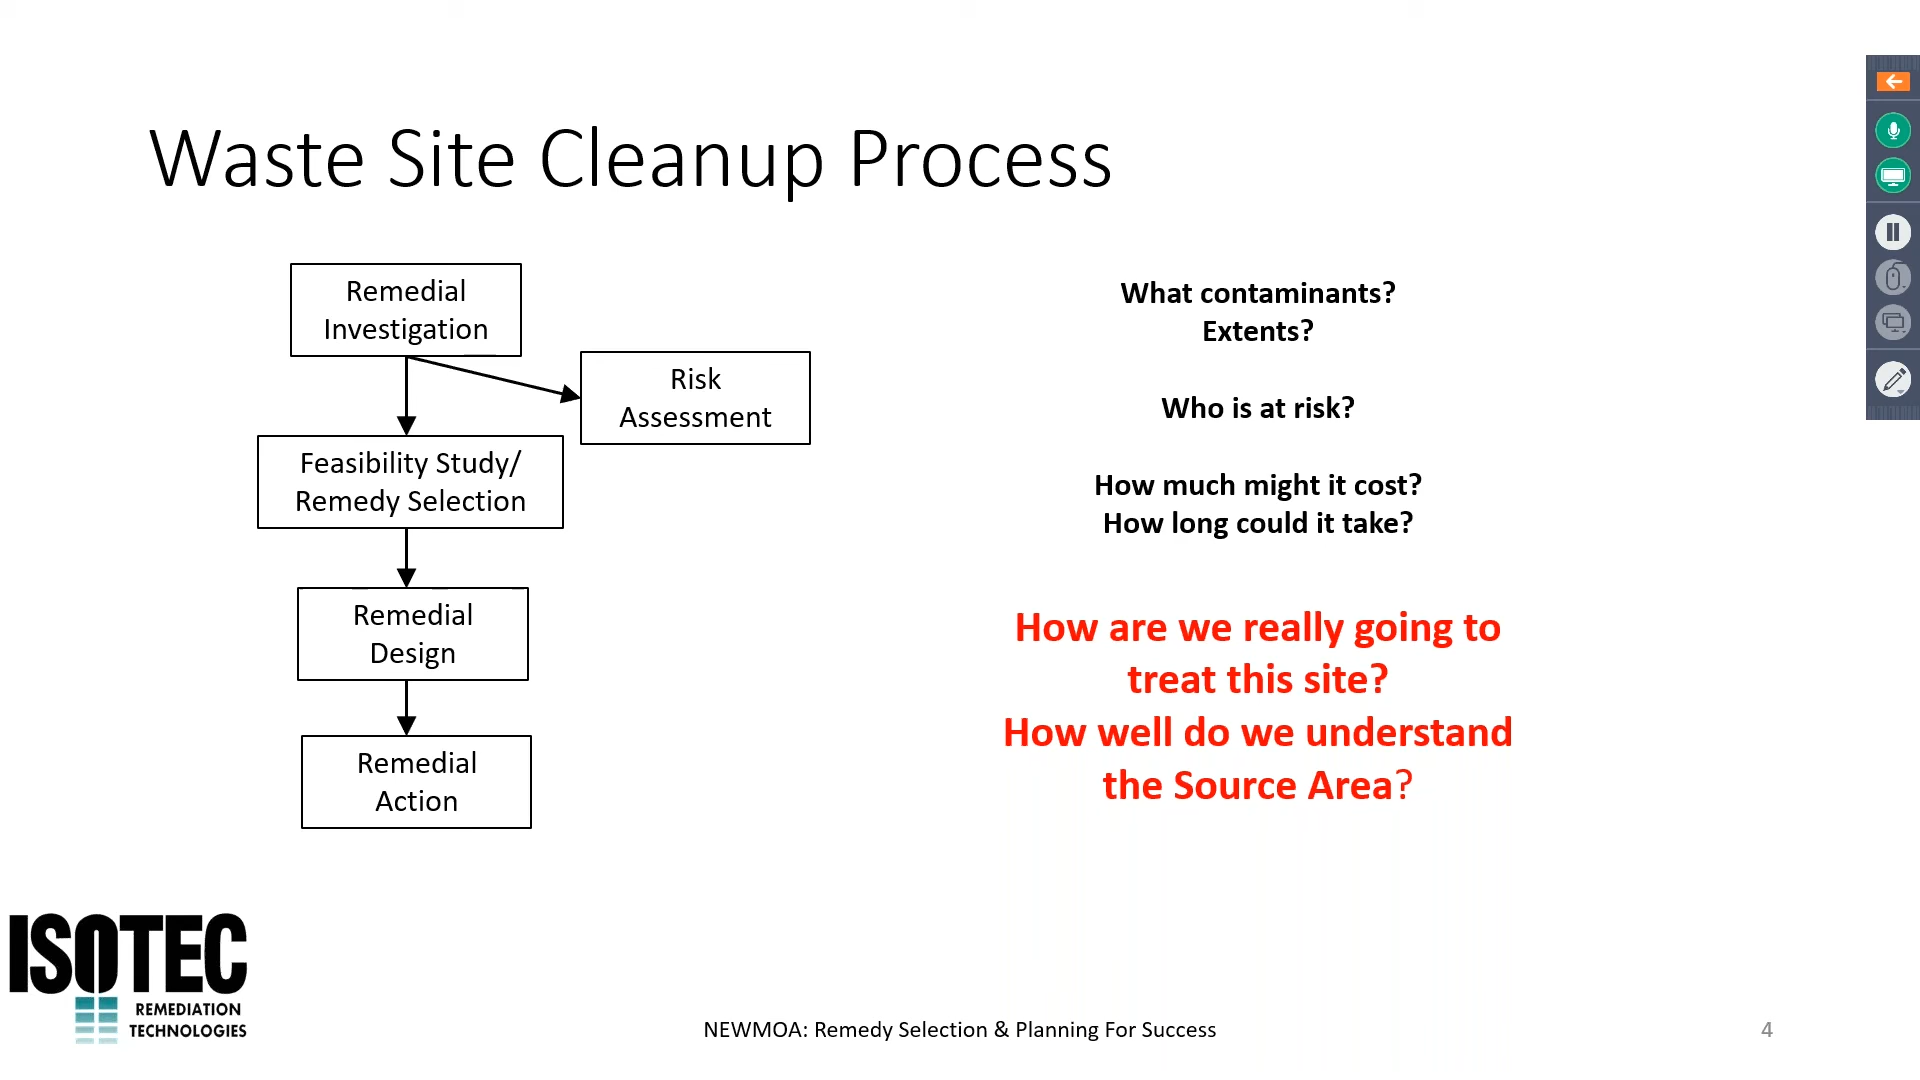 Waste Site Cleanup Process
Remedial
Investigation
Risk
Assessment
Feasibility Study/
Remedy Selection
Remedial
Design
Remedial
Action
What contaminants?
Extents?
Who is at risk?
How much might it cost?
How long could it take?
How are we really going to
treat this site?
How well do we understand
the Source Area?
ISOTEC
REMEDIATION
TECHNOLOGIES
NEWMOA: Remedy Selection & Planning For Success
4